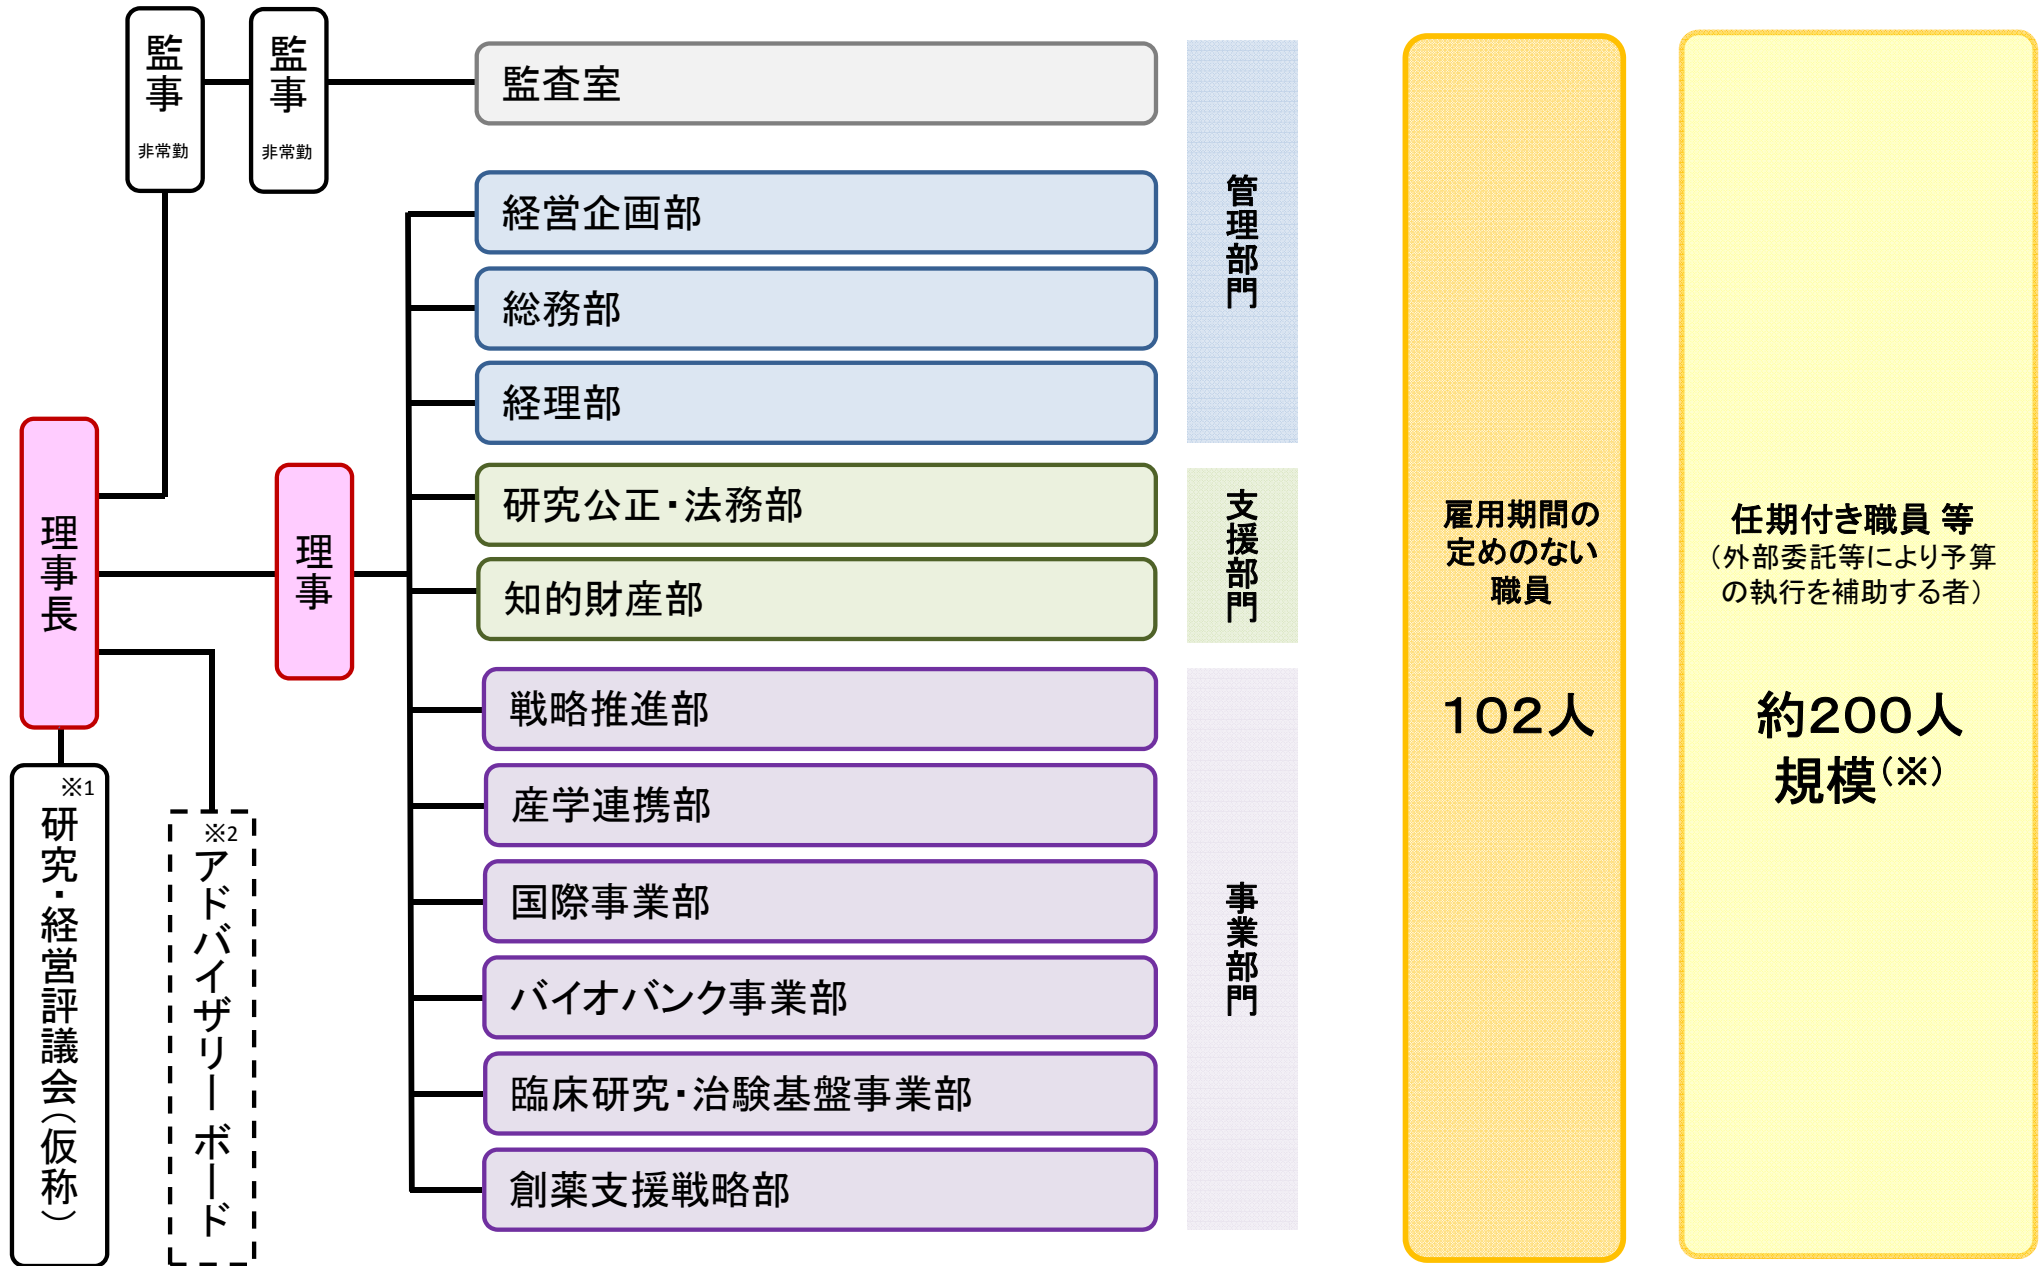 監事
非常勤
監事
非常勤
監査室
経営企画部
総務部
経理部
研究公正・法務部
知的財産部
戦略推進部
産学連携部
国際事業部
バイオバンク事業部
臨床研究・治験基盤事業部
創薬支援戦略部
理事長
理事
※1
研究・経営評議会（仮称）
※2
アドバイザリー ボード
管理部門
支援部門
事業部門
雇用期間の
定めのない
職員
102人
任期付き職員 等
（外部委託等により予算
の執行を補助する者）
約200人
規模（※）